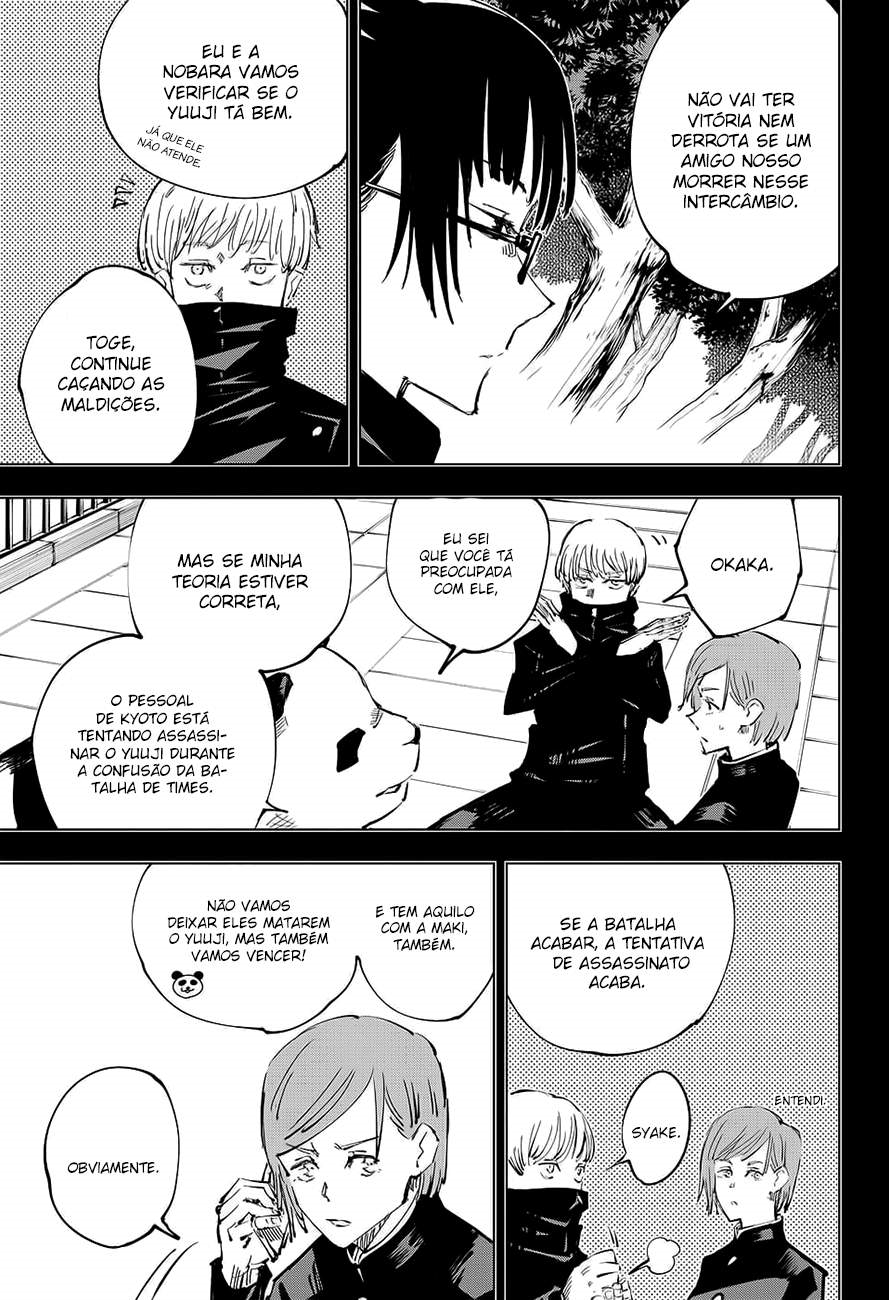 NÃO VAI TER
VITÓRIA NEM
DERROTA SE UM
AMIGO NOSSO
MORRER NESSE
INTERCÂMBIO.
EU E A
NOBARA VAMOS
VERIFICAR SE O
YUUJI TÁ BEM.
JÁ QUE ELE
NÃO ATENDE.
TOGE,
CONTINUE
CAÇANDO AS
MALDIÇÕES.
OKAKA.
EU SEI
QUE VOCÊ TÁ
PREOCUPADA
COM ELE,
MAS SE MINHA
TEORIA ESTIVER
CORRETA,
O PESSOAL
DE KYOTO ESTÁ
TENTANDO ASSASSI-
NAR O YUUJI DURANTE
A CONFUSÃO DA BA-
TALHA DE TIMES.
SE A BATALHA
ACABAR, A TENTATIVA
DE ASSASSINATO
ACABA.
ENTENDI.
SYAKE.
E TEM AQUILO
COM A MAKI,
TAMBÉM.
NÃO VAMOS
DEIXAR ELES MATAREM
O YUUJI, MAS TAMBÉM
VAMOS VENCER!
OBVIAMENTE.